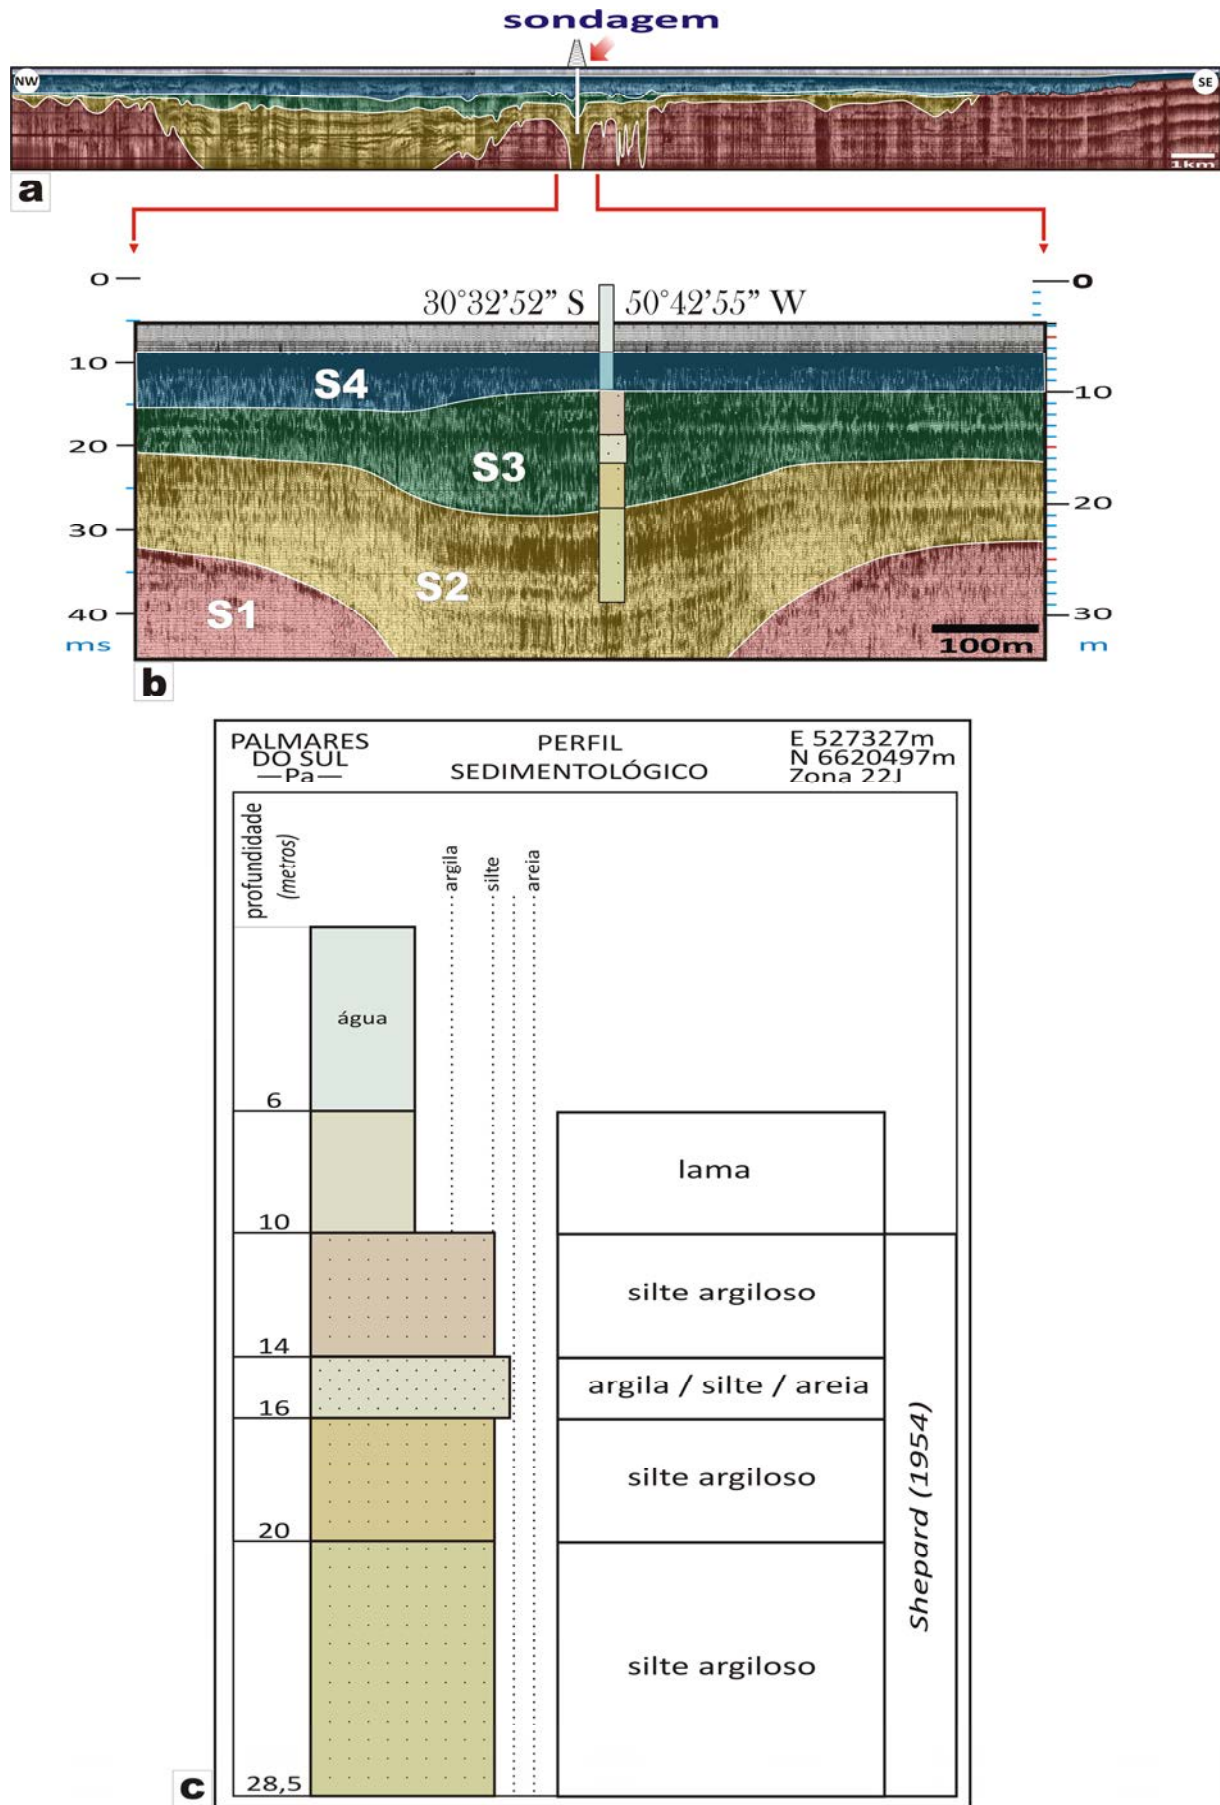 sondagem
NW
SE
1km
a
0
0
30°32'52” S
50°42'55” W
10
S4
10
20
S3
20
30
S2
S1
40
30
ms
100m
m
b
PALMARES
DO SUL
—Pa—
PERFIL
SEDIMENTOLÓGICO
E 527327m
N 6620497m
Zona 22J
profundidade
(metros)
argila
silte
areia
água
6
lama
10
silte argiloso
14
argila / silte / areia
16
silte argiloso
20
silte argiloso
28,5
Shepard (1954)
c